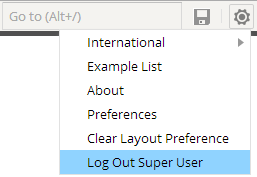 Go to (Alt+/)
International
Example List
About
Preferences
Clear Layout Preference
Log Out Super User